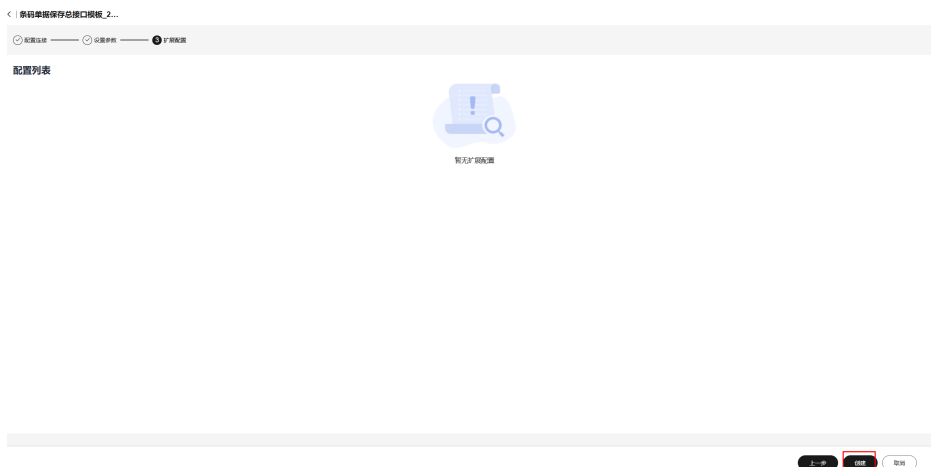 < | 条码单据保存总接口模板_2...
配置连接 设置参数 3 扩展配置
配置列表
暂无扩展配置
上一步 创建 取消